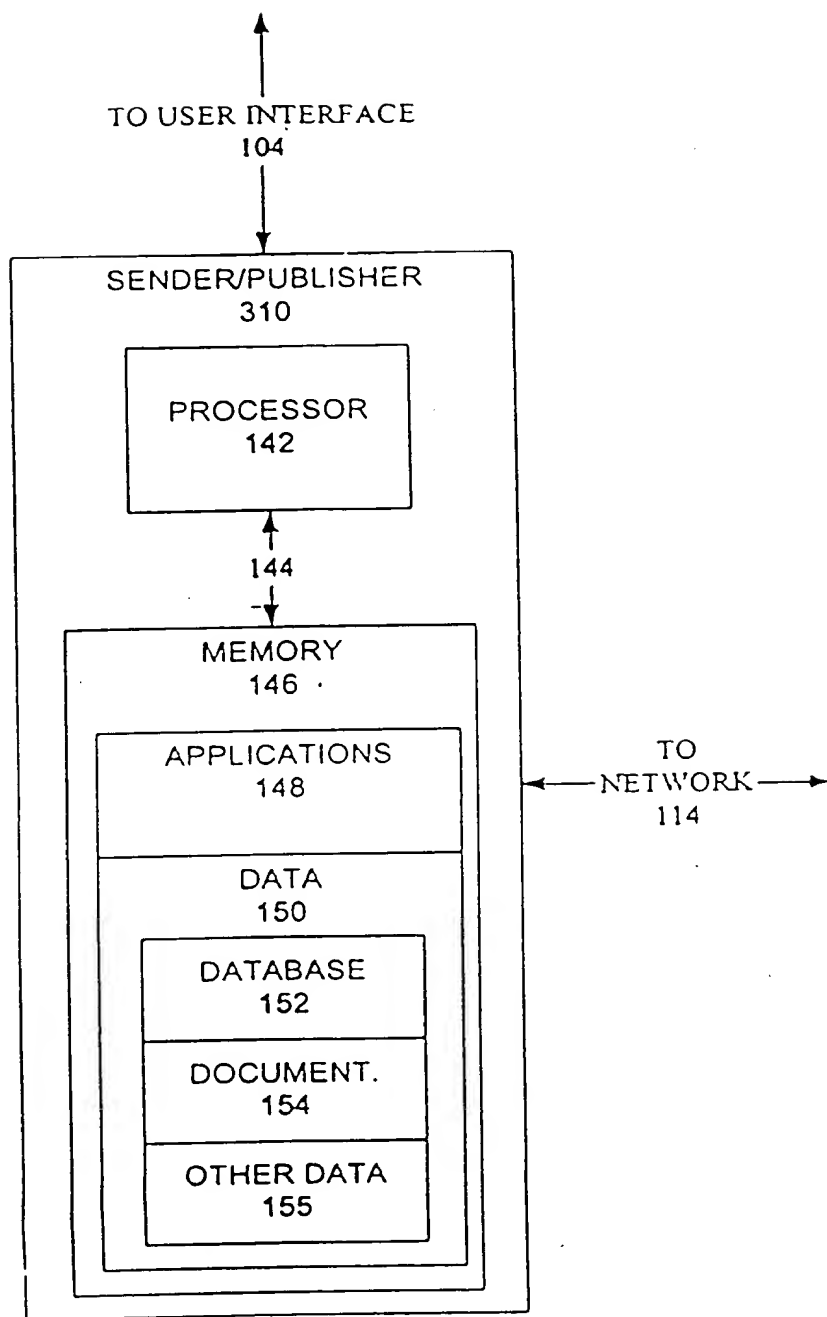 TO USER INTERFACE
104
SENDER/PUBLISHER
310
PROCESSOR
142
144
MEMORY
146
APPLICATIONS
148
TO
NETWORK
114
DATA
150
DATABASE
152
DOCUMENT.
154
OTHER DATA
155